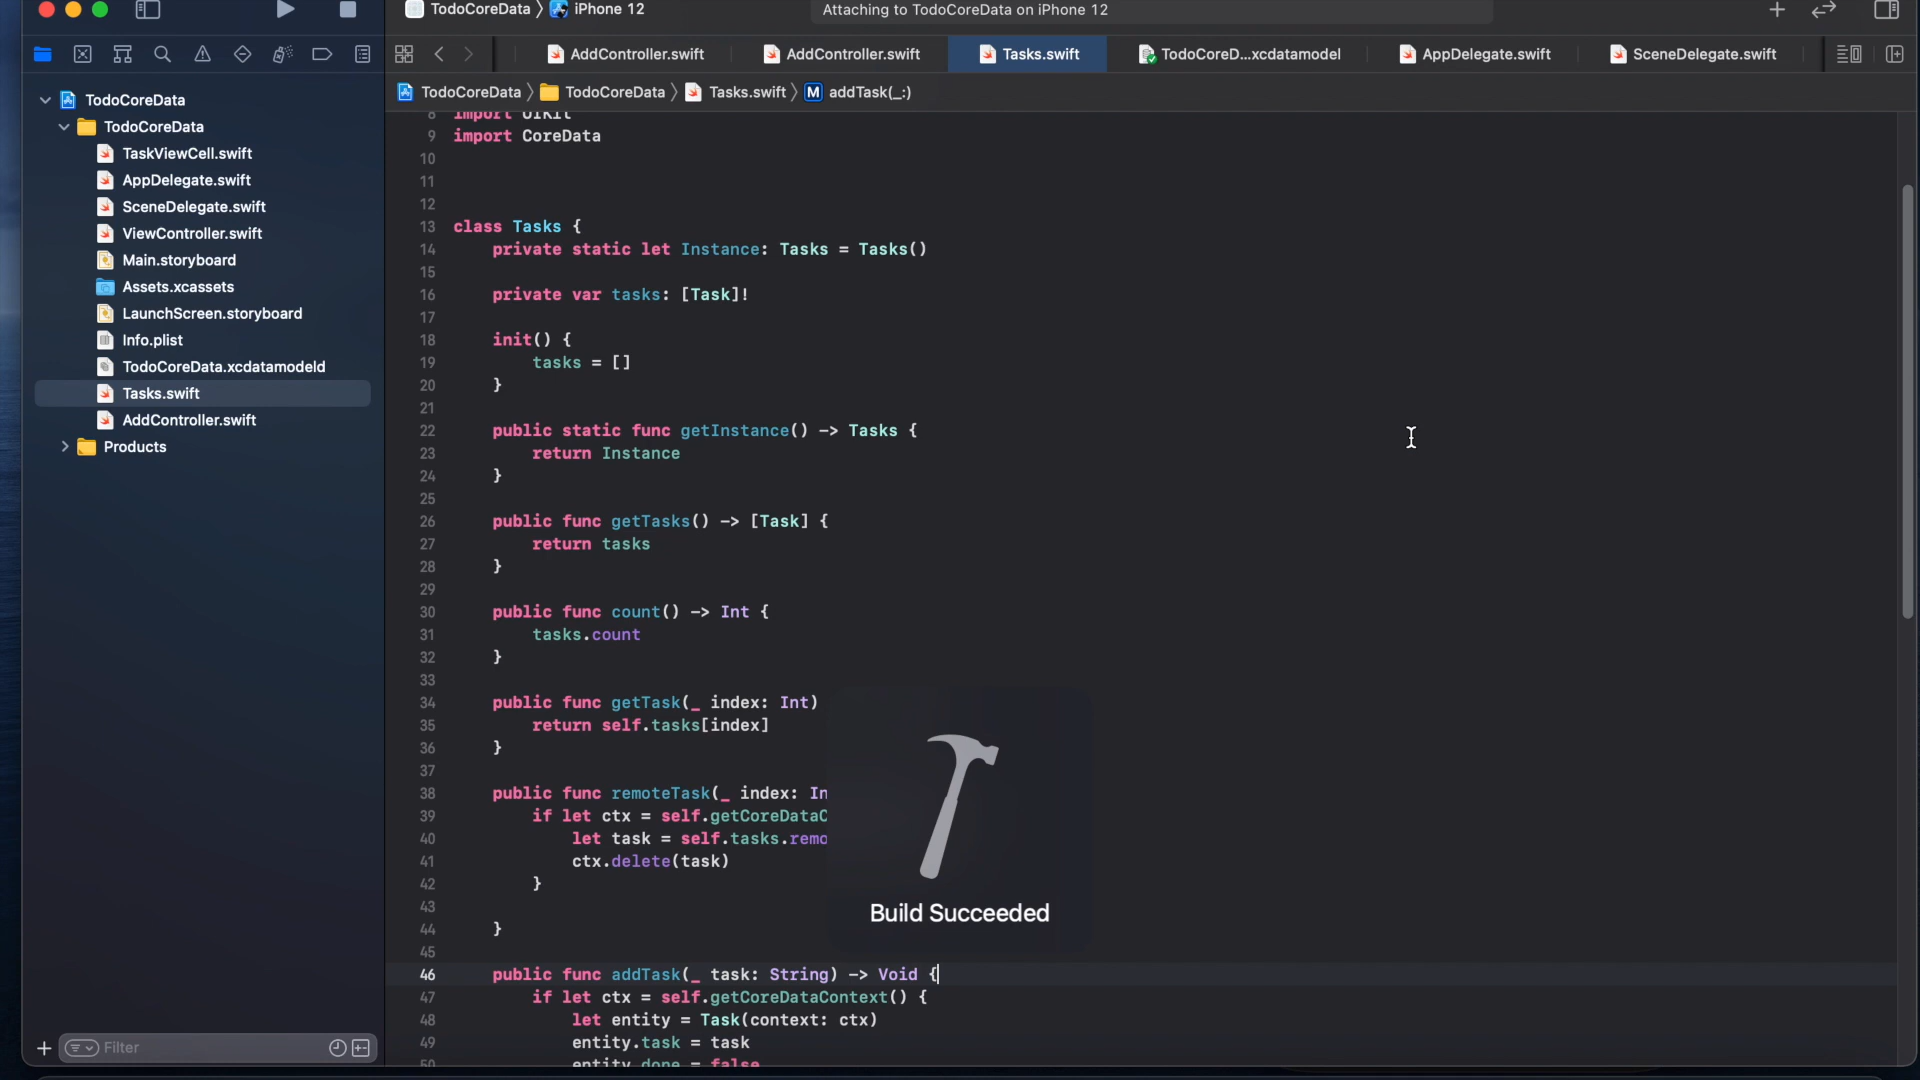 TodoCoreData 〉 iPhone 12
Attaching to TodoCoreData on iPhone 12
AddController.swift
AddController.swift
Tasks.swift
TodoCoreD...xcdatamodel
AppDelegate.swift
SceneDelegate.swift
TodoCoreData 〉 TodoCoreData 〉 Tasks.swift 〉 M addTask(_:)
TodoCoreData
TodoCoreData
TaskViewCell.swift
AppDelegate.swift
SceneDelegate.swift
ViewController.swift
Main.storyboard
Assets.xcassets
LaunchScreen.storyboard
Info.plist
TodoCoreData.xcdatamodeld
Tasks.swift
AddController.swift
Products
Filter
8 import UIKit
9 import CoreData
10
11
12
13 class Tasks {
14     private static let Instance: Tasks = Tasks()
15
16     private var tasks: [Task]!
17
18     init() {
19         tasks = []
20     }
21
22     public static func getInstance() -> Tasks {
23         return Instance
24     }
25
26     public func getTasks() -> [Task] {
27         return tasks
28     }
29
30     public func count() -> Int {
31         tasks.count
32     }
33
34     public func getTask(_ index: Int)
35         return self.tasks[index]
36     }
37
38     public func remoteTask(_ index: In
39         if let ctx = self.getCoreDataC
40             let task = self.tasks.remo
41             ctx.delete(task)
42         }
43
44     }
45
46     public func addTask(_ task: String) -> Void {
47         if let ctx = self.getCoreDataContext() {
48             let entity = Task(context: ctx)
49             entity.task = task
50             entity.done = false
Build Succeeded